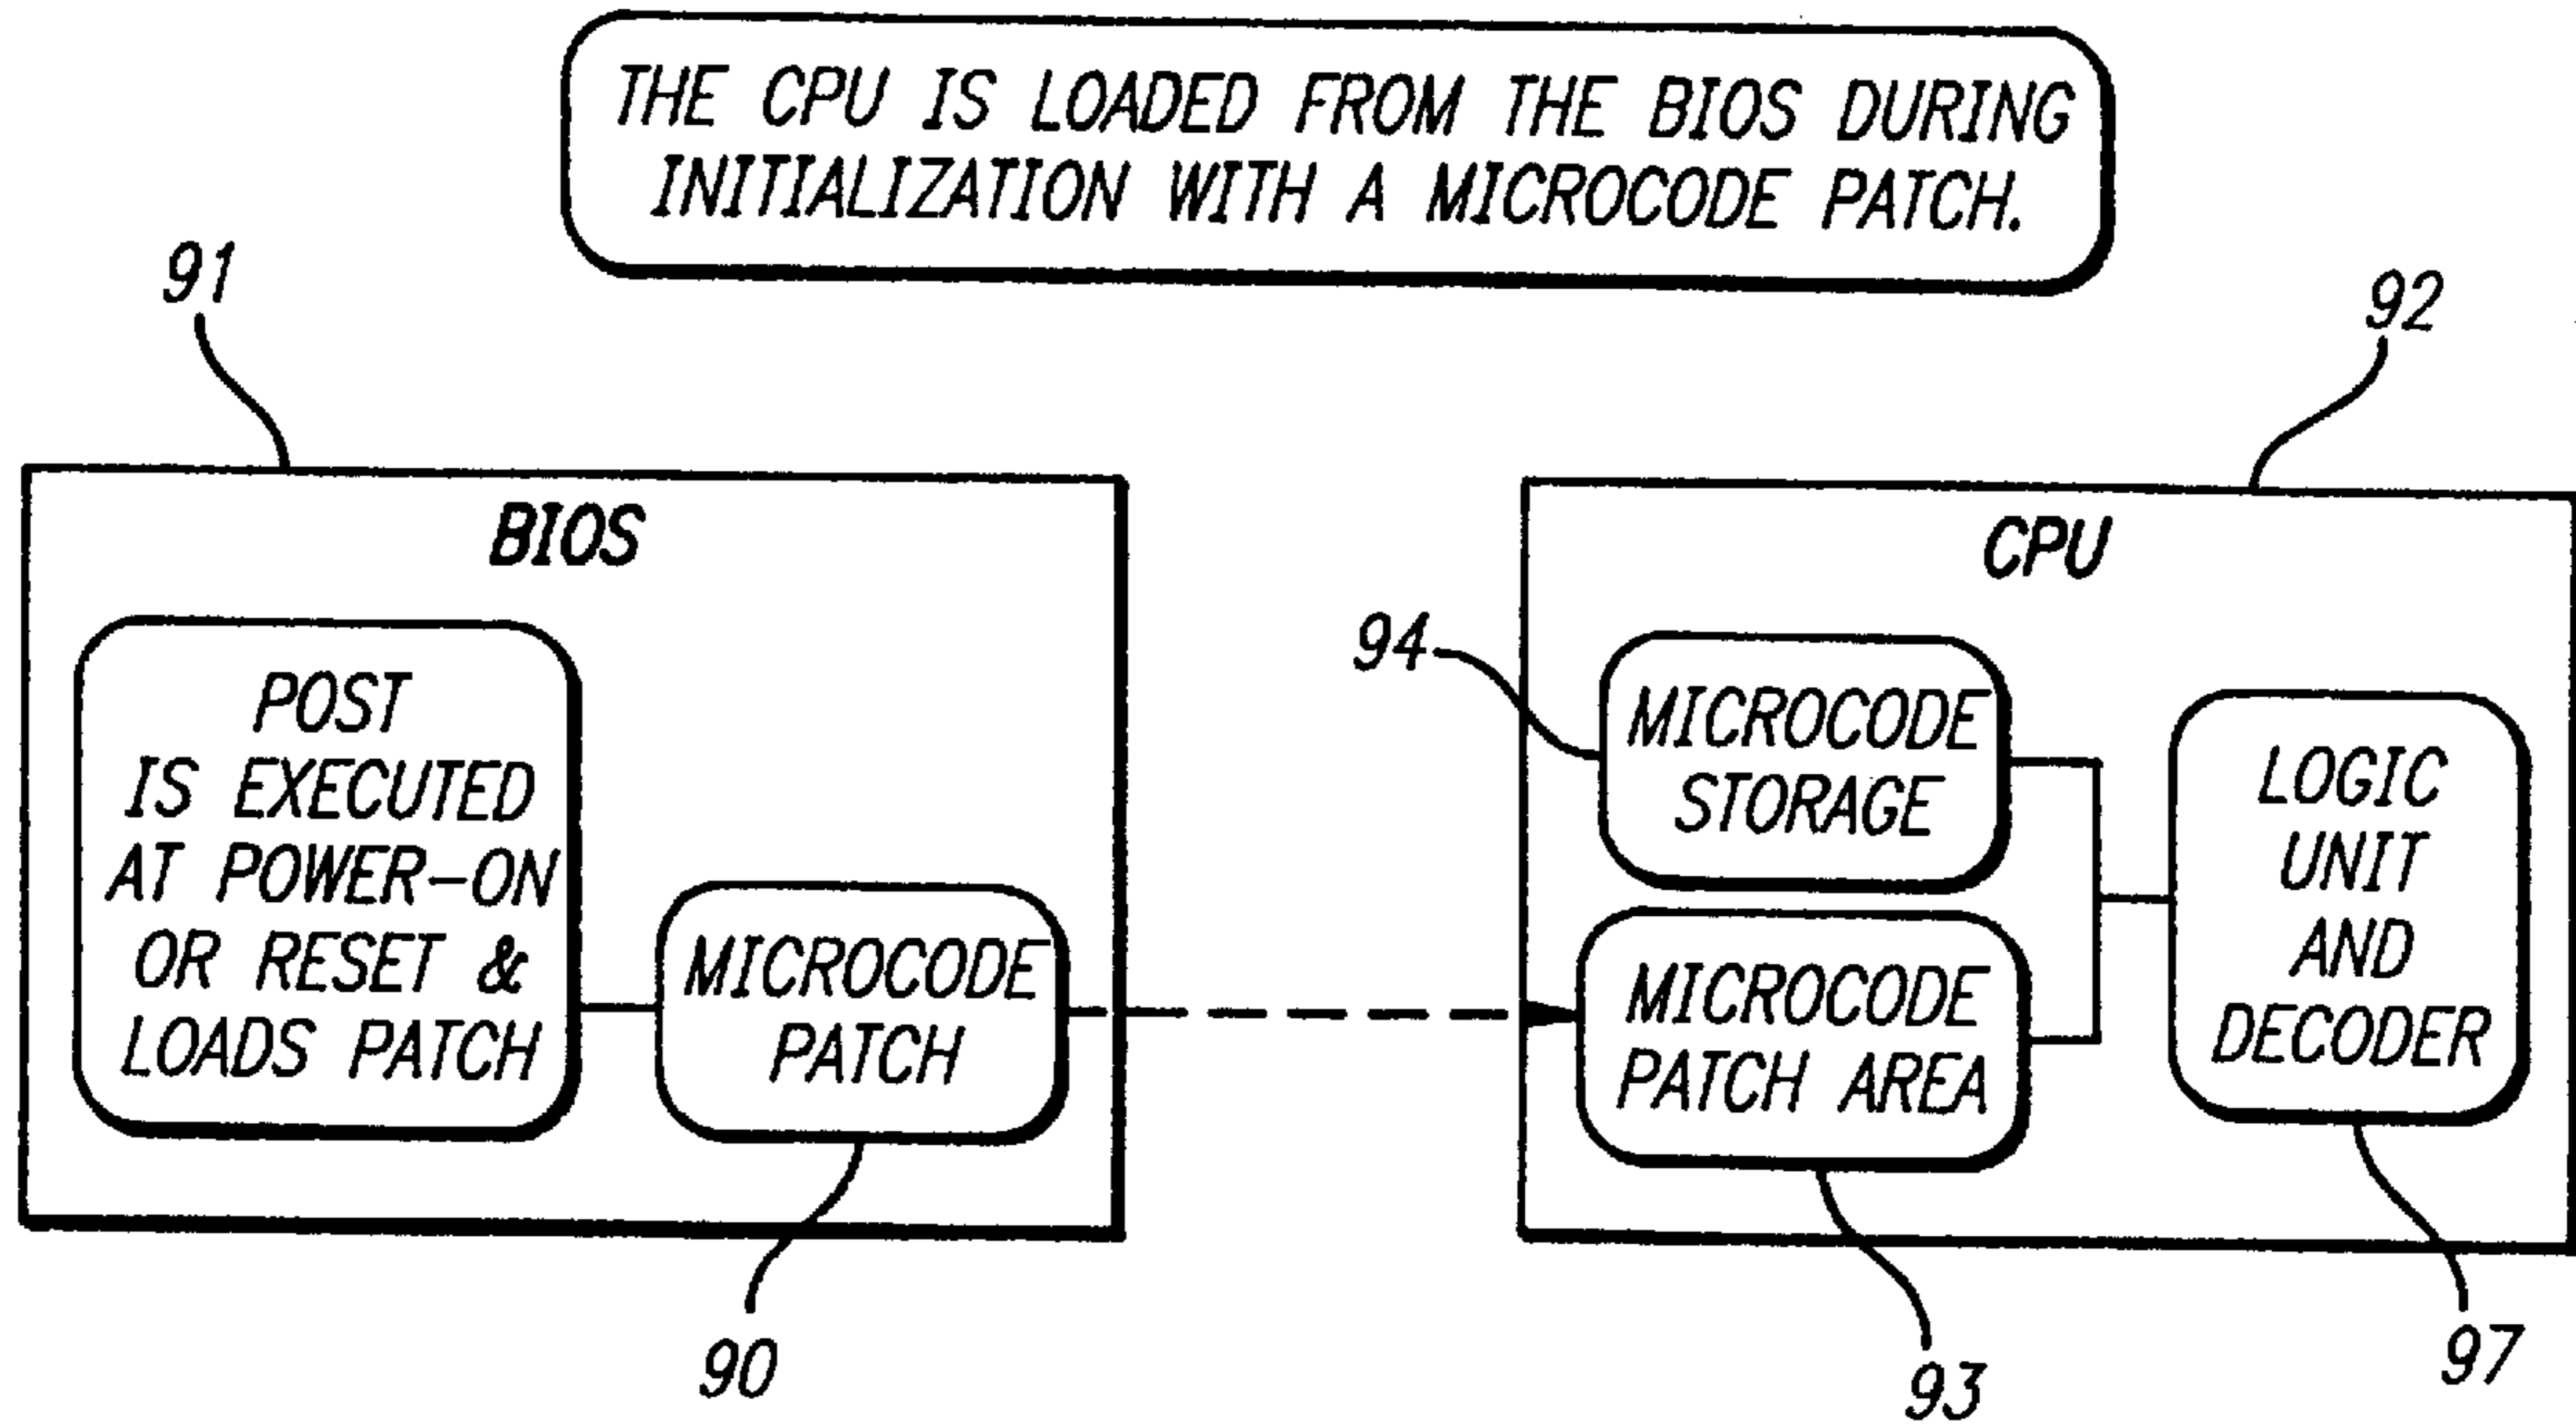 THE CPU IS LOADED FROM THE BIOS DURING
INITIALIZATION WITH A MICROCODE PATCH.
91
92
BIOS
POST
IS EXECUTED
AT POWER-ON
OR RESET &
LOADS PATCH
MICROCODE
PATCH
90
CPU
94
MICROCODE
STORAGE
MICROCODE
PATCH AREA
LOGIC
UNIT
AND
DECODER
93
97